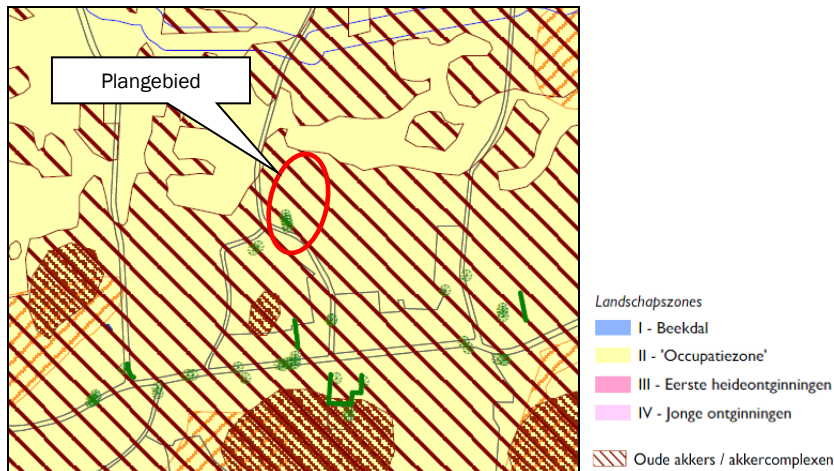 Plangebied
Landschapszones
I - Beekdal
II - 'Occupatiezone'
III - Eerste heideontginningen
IV - Jonge ontginningen
Oude akkers / akkercomplexen